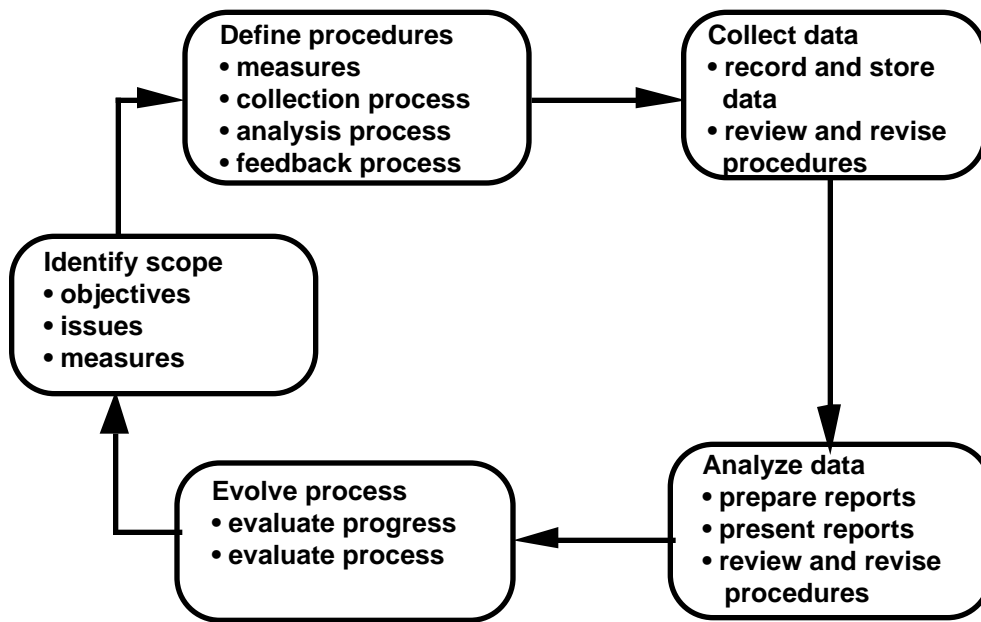 Define procedures
• measures
• collection process
• analysis process
• feedback process
Collect data
• record and store
data
• review and revise
procedures
Identify scope
• objectives
• issues
• measures
Evolve process
• evaluate progress
• evaluate process
Analyze data
• prepare reports
• present reports
• review and revise
procedures